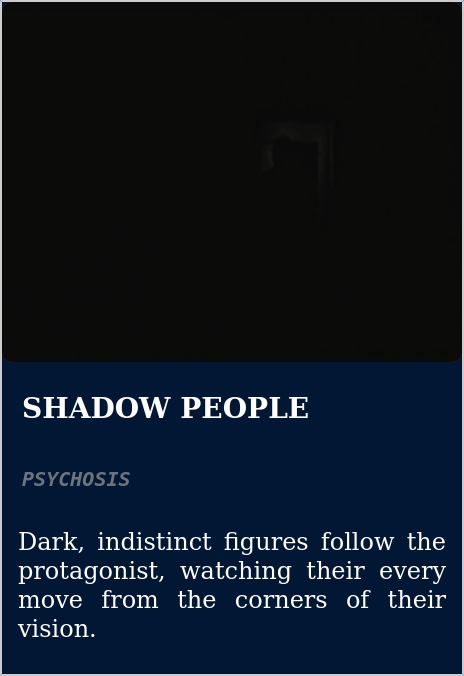 SHADOW PEOPLE
PSYCHOSIS
Dark, indistinct figures follow the
protagonist, watching their every
move from the corners of their
vision.